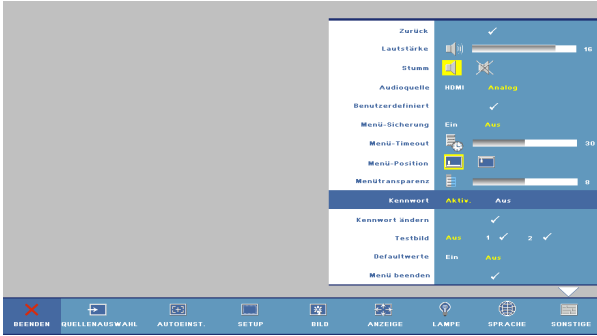 Zurück
Lautstärke 16
Stumm
Audioquelle HDMI Analog
Benutzerdefiniert
Menü-Sicherung Ein Aus
Menü-Timeout 30
Menü-Position
Menütransparenz 8
Kennwort Aktiv. Aus
Kennwort ändern
Testbild Aus 1 2
Defaultwerte Ein Aus
Menü beenden
BEENDEN QUELLENAUSWAHL AUTOEINST. SETUP BILD ANZEIGE LAMPE SPRACHE SONSTIGE